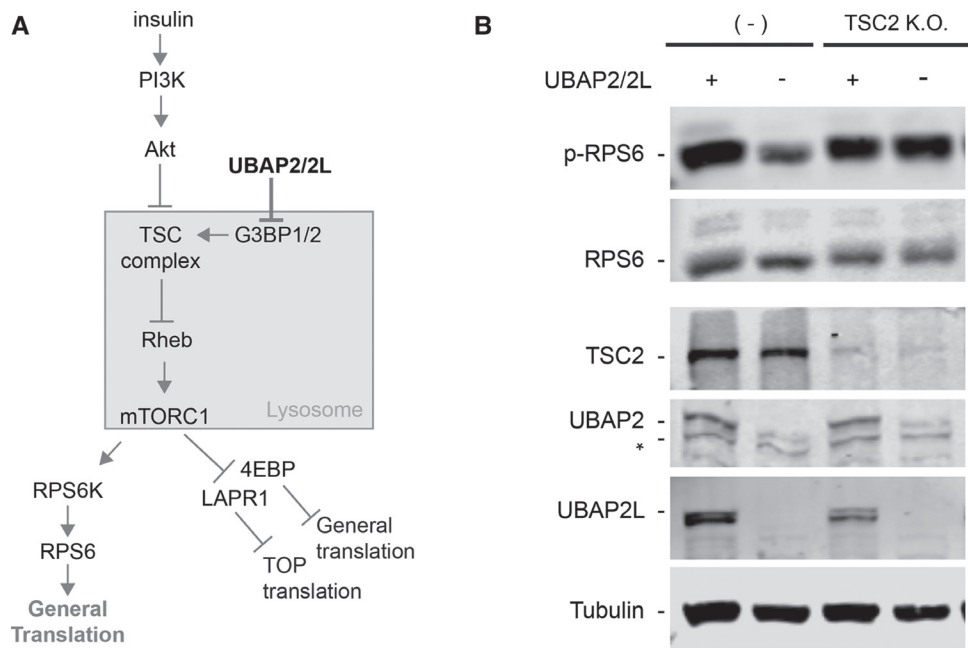 A
insulin
PI3K
Akt
UBAP2/2L
TSC
complex
G3BP1/2
Rheb
mTORC1
Lysosome
RPS6K
RPS6
General
Translation
4EBP
LAPR1
General
translation
TOP
translation
B
( - ) TSC2 K.O.
UBAP2/2L + - + -
p-RPS6 -
RPS6 -
TSC2 -
UBAP2 -
-
*
UBAP2L -
Tubulin -